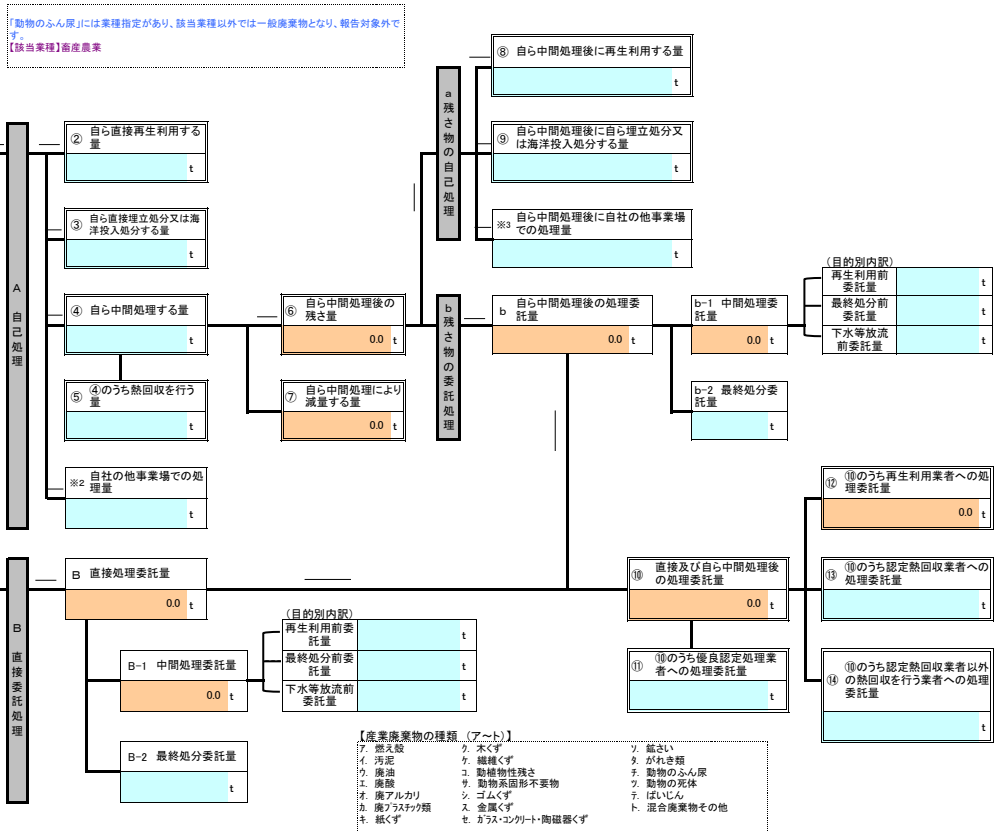 「動物のふん尿」には業種指定があり、該当業種以外では一般廃棄物となり、報告対象外で
す。
【該当業種】畜産農業
⑧ 自ら中間処理後に再生利用する量
t
a 残さ物の自己処理
⑨ 自ら中間処理後に自ら埋立処分又
は海洋投入処分する量
t
※3 自ら中間処理後に自社の他事業場
での処理量
t
A 自己処理
② 自ら直接再生利用する
量
t
③ 自ら直接埋立処分又は海
洋投入処分する量
t
④ 自ら中間処理する量
t
⑤ ④のうち熱回収を行う
量
t
※2 自社の他事業場での処
理量
t
⑥ 自ら中間処理後の
残さ量
0.0 t
⑦ 自ら中間処理により
減量する量
0.0 t
b 残さ物の委託処理
b 自ら中間処理後の処理委
託量
0.0 t
b-1 中間処理委
託量
0.0 t
b-2 最終処分委
託量
t
(目的別内訳)
再生利用前
委託量
t
最終処分前
委託量
t
下水等放流
前委託量
t
B 直接委託処理
B 直接処理委託量
0.0 t
B-1 中間処理委託量
0.0 t
B-2 最終処分委託量
t
(目的別内訳)
再生利用前委
託量
t
最終処分前委
託量
t
下水等放流前
委託量
t
⑩ 直接及び自ら中間処理後
の処理委託量
0.0 t
⑪ ⑩のうち優良認定処理業
者への処理委託量
t
⑫ ⑩のうち再生利用業者への処
理委託量
0.0 t
⑬ ⑩のうち認定熱回収業者への
処理委託量
t
⑭ ⑩のうち認定熱回収業者以外
の熱回収を行う業者への処理
委託量
t
【産業廃棄物の種類 (ア～ト)】
ア. 燃え殻 ク. 木くず ソ. 鉱さい
イ. 汚泥 ケ. 繊維くず タ. がれき類
ウ. 廃油 コ. 動植物性残さ チ. 動物のふん尿
エ. 廃酸 サ. 動物系固形不要物 ツ. 動物の死体
オ. 廃アルカリ シ. ゴムくず テ. ばいじん
カ. 廃プラスチック類 ス. 金属くず ト. 混合廃棄物その他
キ. 紙くず セ. ガラス・コンクリート・陶磁器くず